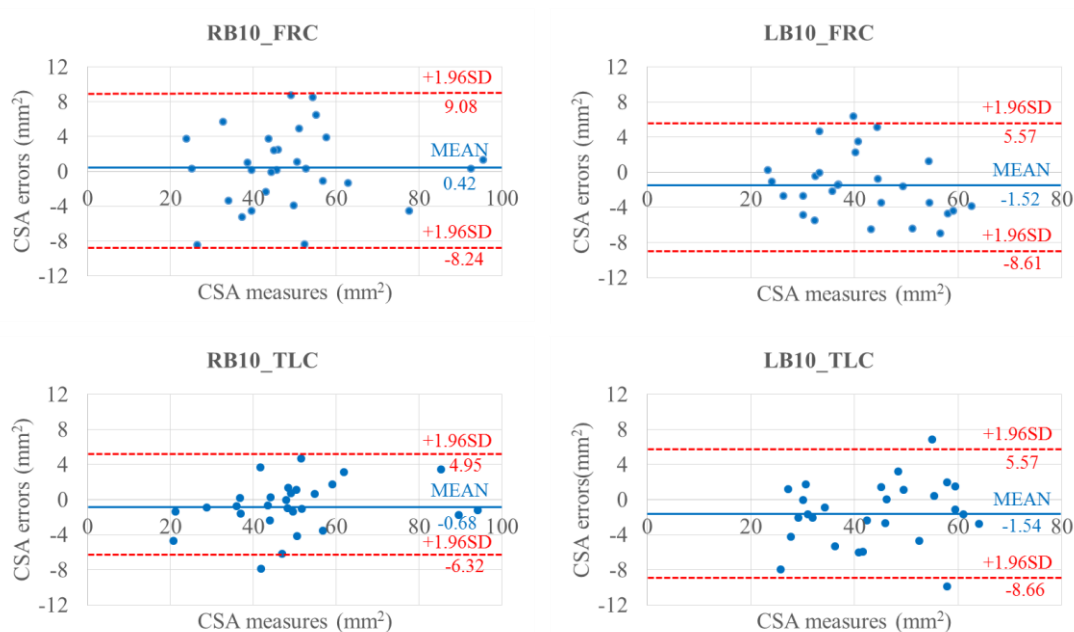 RB10_FRC
12
8
4
0
-4
-8
-12
CSA errors (mm²)
+1.96SD
9.08
MEAN
0.42
+1.96SD
-8.24
0 20 40 60 80 100
CSA measures (mm²)
LB10_FRC
12
8
4
0
-4
-8
-12
CSA errors (mm²)
+1.96SD
5.57
MEAN
-1.52
+1.96SD
-8.61
0 20 40 60 80
CSA measures (mm²)
RB10_TLC
12
8
4
0
-4
-8
-12
CSA errors (mm²)
+1.96SD
4.95
MEAN
-0.68
+1.96SD
-6.32
0 20 40 60 80 100
CSA measures (mm²)
LB10_TLC
12
8
4
0
-4
-8
-12
CSA errors(mm²)
+1.96SD
5.57
MEAN
-1.54
+1.96SD
-8.66
0 20 40 60 80
CSA measures (mm²)